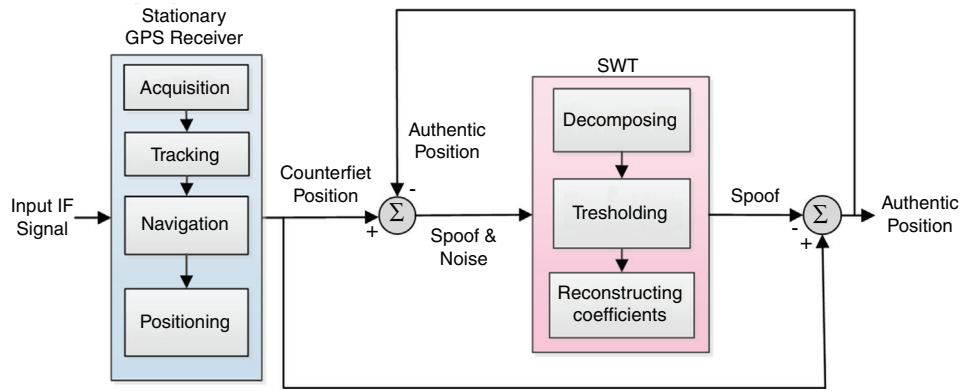 Stationary
GPS Receiver
Acquisition
Tracking
Navigation
Positioning
Input IF
Signal
Counterfiet
Position
+
-
Σ
Authentic
Position
Spoof &
Noise
SWT
Decomposing
Tresholding
Reconstructing
coefficients
Spoof
-
+
Σ
Authentic
Position